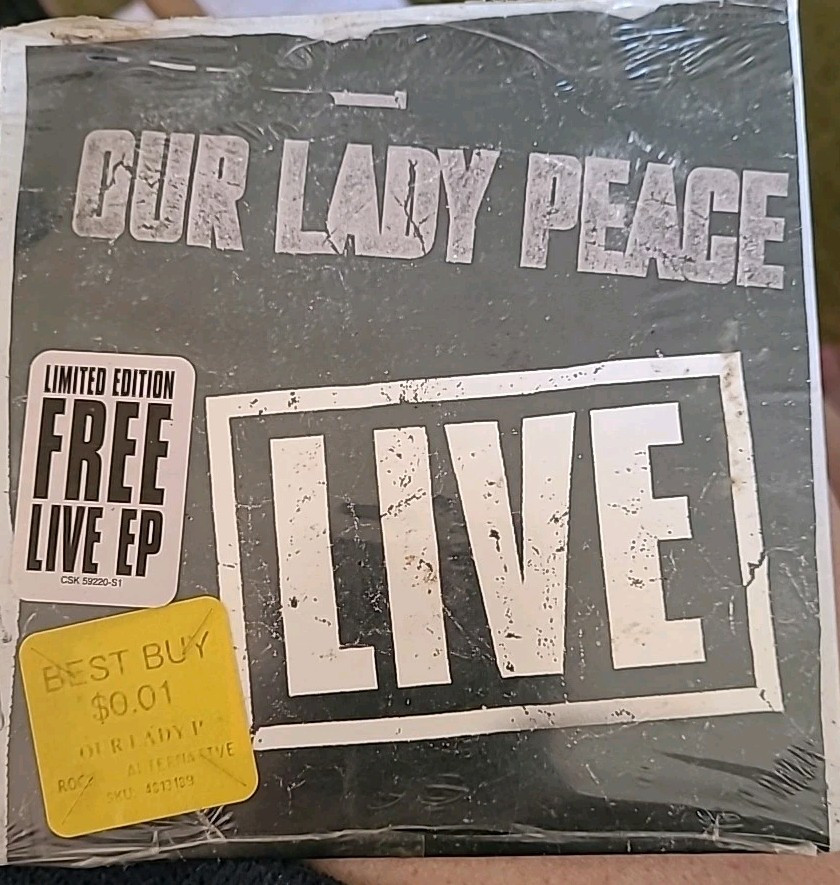 OUR LADY PEACE
LIMITED EDITION
FREE
LIVE EP
CSK 59220-S1
LIVE
BEST BUY
$0.01
OUR LADY P
ROCK ALTERNATIVE
SKU: